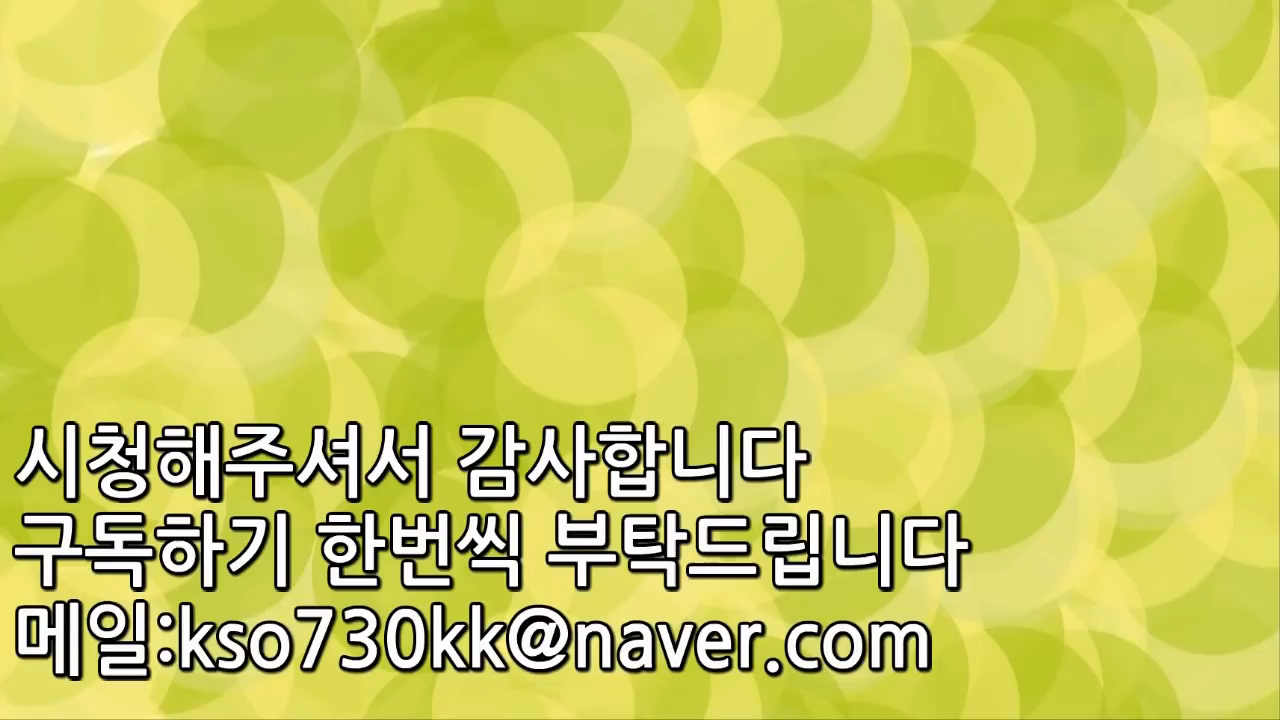 시청해주셔서 감사합니다
구독하기 한번씩 부탁드립니다
메일:kso730kk@naver.com